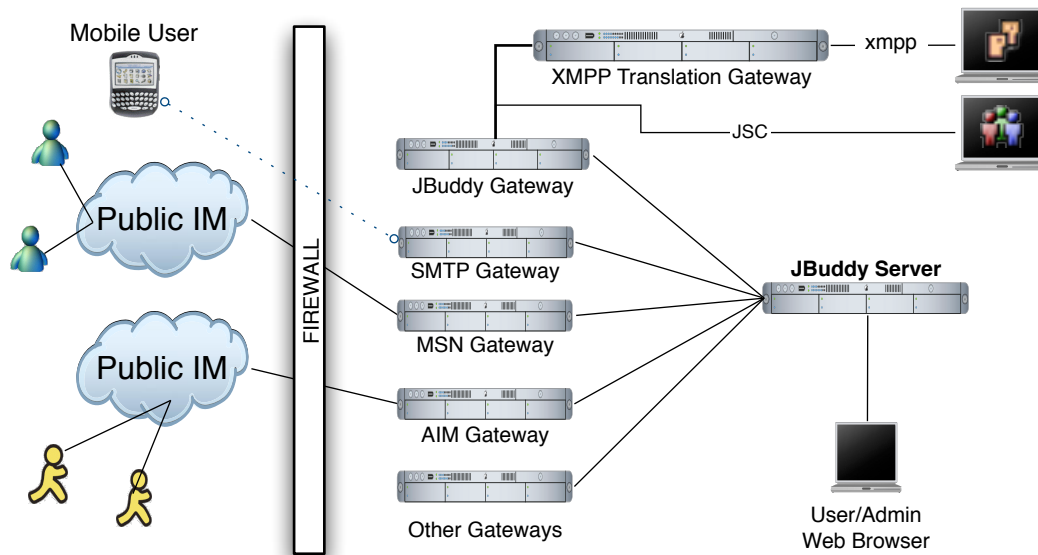 Mobile User
XMPP Translation Gateway
xmpp
JSC
JBuddy Gateway
Public IM
SMTP Gateway
JBuddy Server
FIREWALL
MSN Gateway
Public IM
AIM Gateway
Other Gateways
User/Admin
Web Browser